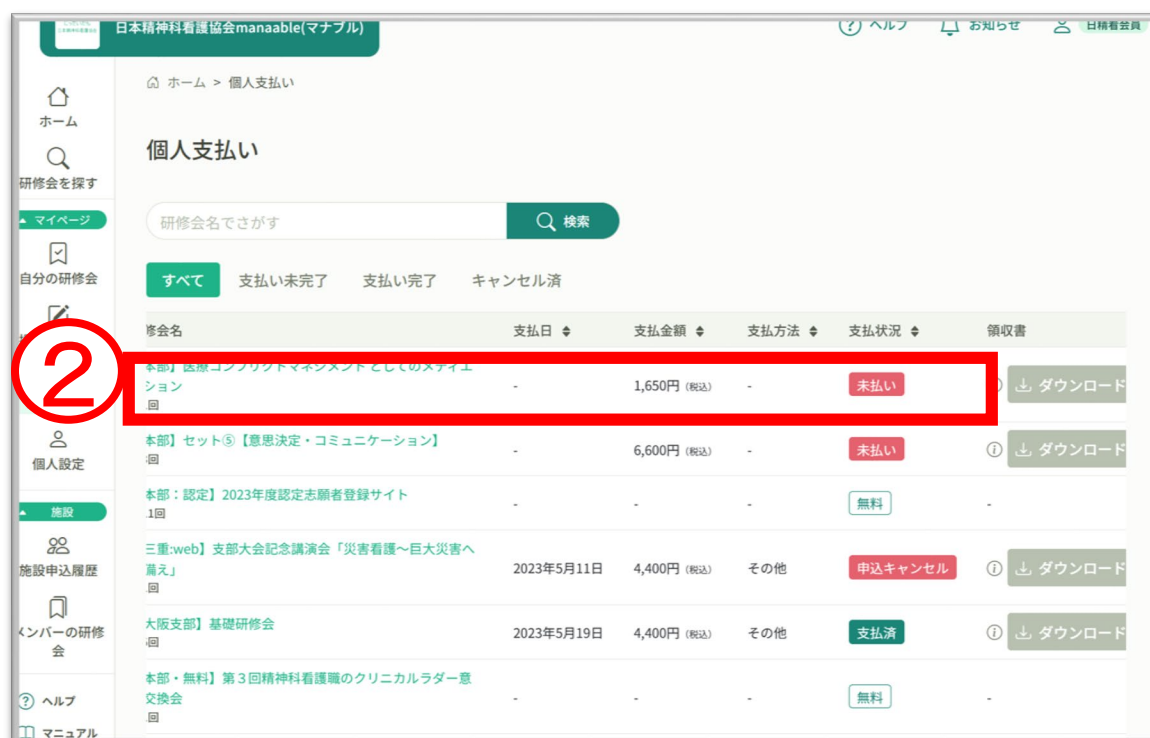 日本精神科看護協会manaable(マナブル)
ヘルプ
お知らせ
日精看会員
ホーム > 個人支払い
ホーム
研修会を探す
マイページ
自分の研修会
個人設定
施設
施設申込履歴
メンバーの研修
会
ヘルプ
マニュアル
個人支払い
研修会名でさがす
検索
すべて 支払い未完了 支払い完了 キャンセル済
修会名 支払日 支払金額 支払方法 支払状況 領収書
②
本部】医療コンフリクトマネジメントとしてのメディエ
ーション
回
- 1,650円 (税込) - 未払い ダウンロード
本部】セット⑤【意思決定・コミュニケーション】
回
- 6,600円 (税込) - 未払い ダウンロード
本部：認定】2023年度認定志願者登録サイト
1回
- - - 無料 -
三重:web】支部大会記念講演会「災害看護～巨大災害へ
備え」
回
2023年5月11日 4,400円 (税込) その他 申込キャンセル ダウンロード
大阪支部】基礎研修会
回
2023年5月19日 4,400円 (税込) その他 支払済 ダウンロード
本部・無料】第３回精神科看護職のクリニカルラダー意
交換会
回
- - - 無料 -